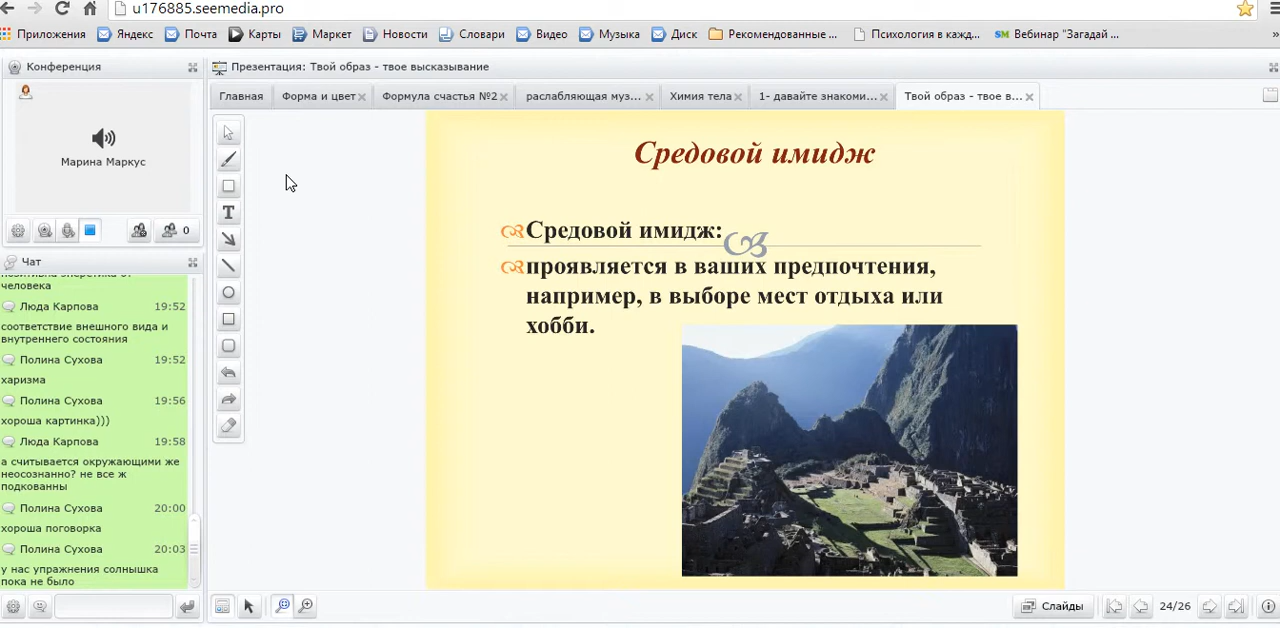 u176885.seemedia.pro
Приложения Яндекс Почта Карты Маркет Новости Словари Видео Музыка Диск Рекомендованные ... Психология в кажд... SM Вебинар "Загадай ... »
Конференция
Презентация: Твой образ - твое высказывание
Главная Форма и цвет Формула счастья №2 расслабляющая муз... Химия тела 1- давайте знакоми... Твой образ - твое в...
Марина Маркус
0
Чат
человека
Люда Карпова 19:52
соответствие внешнего вида и
внутреннего состояния
Полина Сухова 19:52
харизма
Полина Сухова 19:56
хороша картинка)))
Люда Карпова 19:58
а считывается окружающими же
неосознанно? не все ж
подкованны
Полина Сухова 20:00
хороша поговорка
Полина Сухова 20:03
у нас упражнения солнышка
пока не было
T
Средовой имидж
Средовой имидж:
проявляется в ваших предпочтения,
например, в выборе мест отдыха или
хобби.
Слайды 24/26